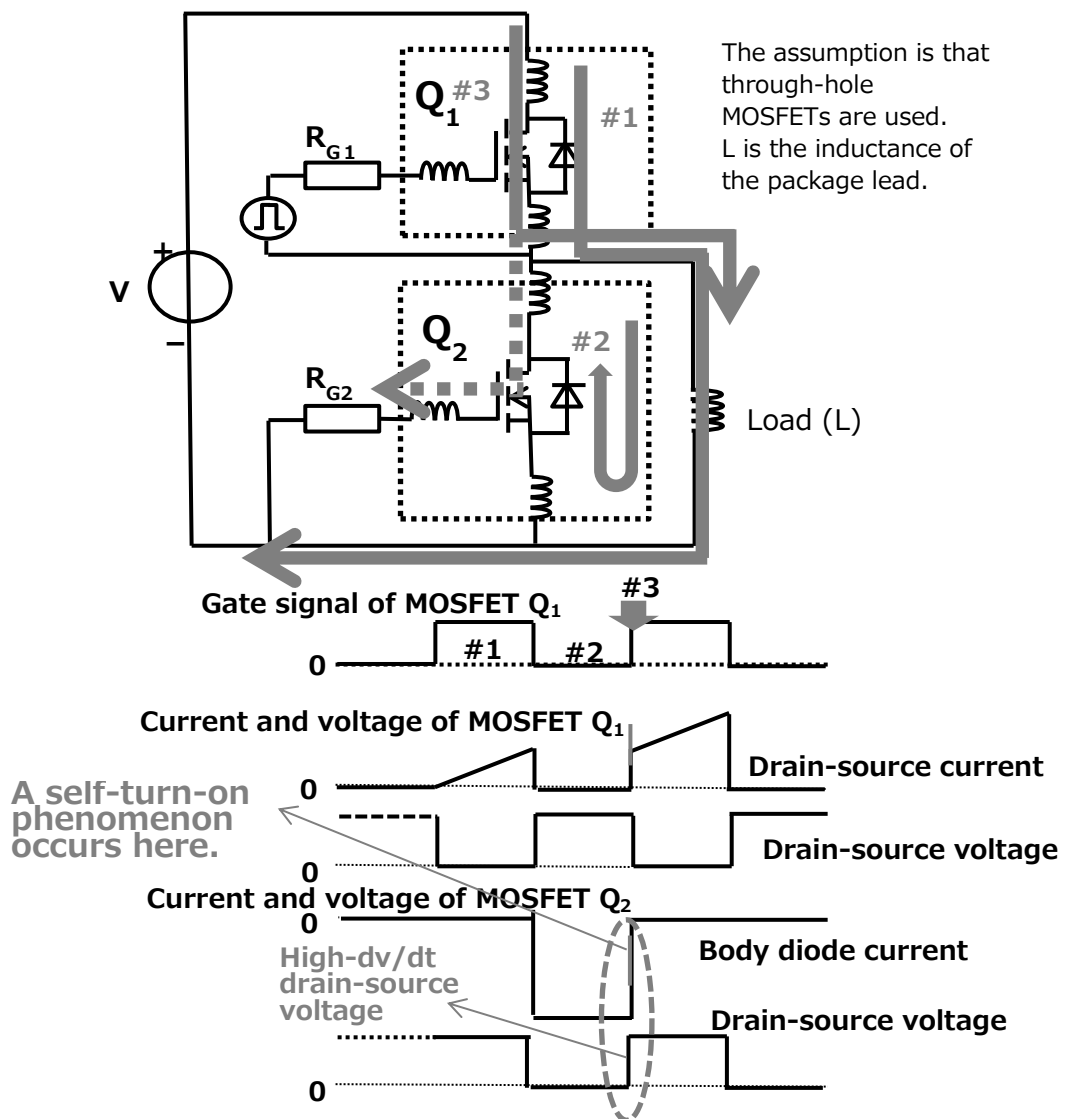 The assumption is that
through-hole
MOSFETs are used.
L is the inductance of
the package lead.
Q1
#3
#1
RG1
+
V
−
Q2
#2
RG2
Load (L)
#3
Gate signal of MOSFET Q1
#1
#2
0
Current and voltage of MOSFET Q1
Drain-source current
0
A self-turn-on
phenomenon
occurs here.
Drain-source voltage
0
Current and voltage of MOSFET Q2
0
Body diode current
High-dv/dt
drain-source
voltage
Drain-source voltage
0